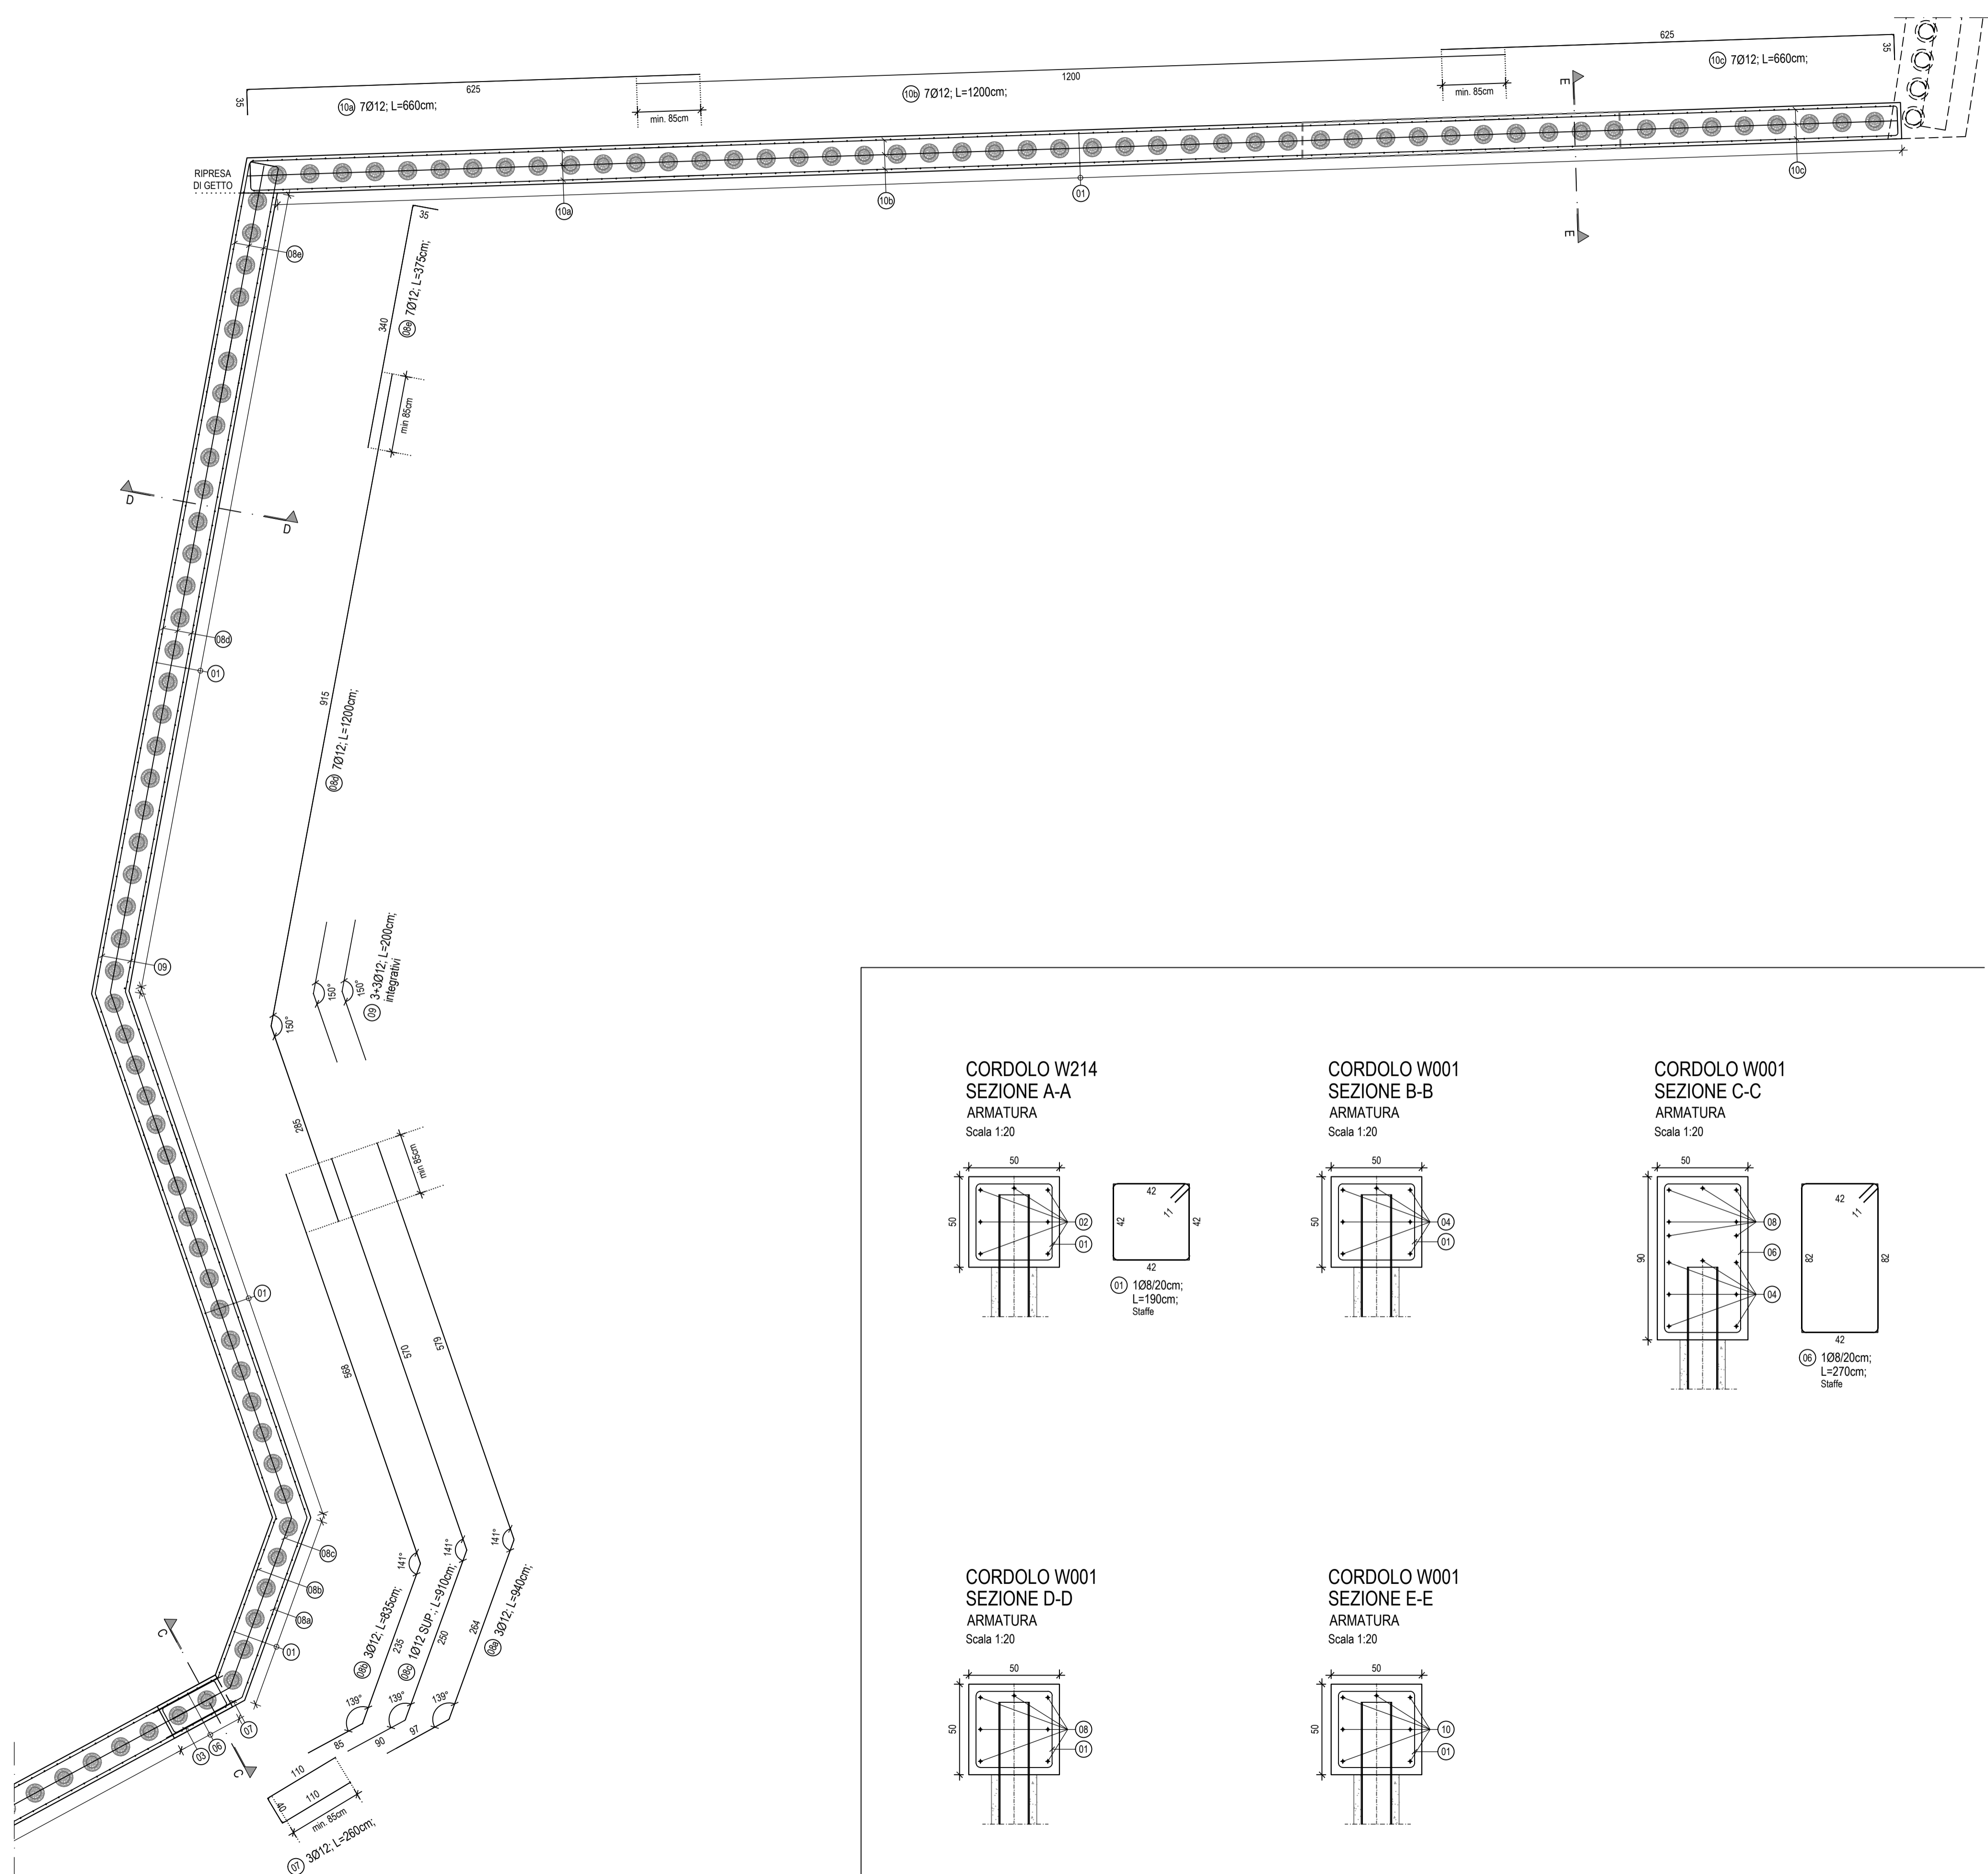 625
35
10a 7Ø12; L=660cm;
min. 85cm
1200
10b 7Ø12; L=1200cm;
min. 85cm
625
35
10c 7Ø12; L=660cm;
E
E
RIPRESA
DI GETTO
10a
10b
01
10c
08e
35
340
08e 7Ø12; L=375cm;
min 85cm
D
D
08d
01
915
08d 7Ø12; L=1200cm;
09
150°
150°
150°
09 3+3Ø12; L=200cm;
integrativi
285
min 85cm
01
568
570
579
141°
141°
141°
08c
08b
08a
01
08b 3Ø12; L=835cm;
235
08c 1Ø12 SUP.; L=910cm;
250
08a 3Ø12; L=940cm;
264
139°
139°
139°
85
90
97
C
C
03
06
07
110
110
40
min. 85cm
07 3Ø12; L=260cm;
CORDOLO W214
SEZIONE A-A
ARMATURA
Scala 1:20
50
50
02
01
42
42
42
42
11
01 1Ø8/20cm;
L=190cm;
Staffe
CORDOLO W001
SEZIONE B-B
ARMATURA
Scala 1:20
50
50
04
01
CORDOLO W001
SEZIONE C-C
ARMATURA
Scala 1:20
50
90
08
06
04
42
11
82
82
42
06 1Ø8/20cm;
L=270cm;
Staffe
CORDOLO W001
SEZIONE D-D
ARMATURA
Scala 1:20
50
50
08
01
CORDOLO W001
SEZIONE E-E
ARMATURA
Scala 1:20
50
50
10
01